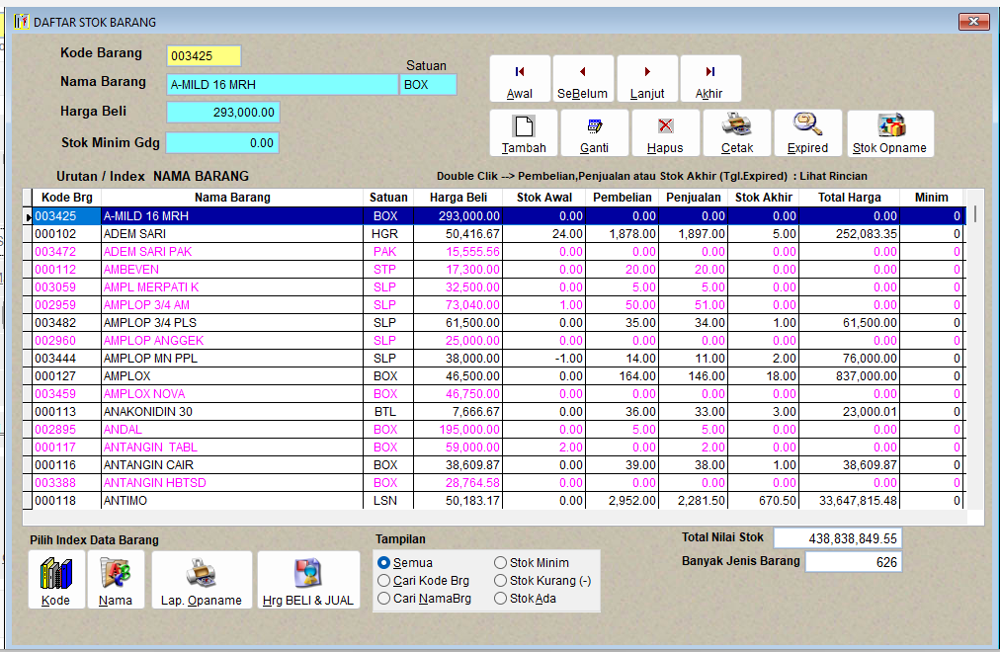 DAFTAR STOK BARANG
Kode Barang 003425
Satuan
Nama Barang A-MILD 16 MRH BOX
Harga Beli 293,000.00
Stok Minim Gdg 0.00
Awal SeBelum Lanjut Akhir
Tambah Ganti Hapus Cetak Expired Stok Opname
Urutan / Index NAMA BARANG
Double Clik --> Pembelian,Penjualan atau Stok Akhir (Tgl.Expired) : Lihat Rincian
Kode Brg Nama Barang Satuan Harga Beli Stok Awal Pembelian Penjualan Stok Akhir Total Harga Minim
003425 A-MILD 16 MRH BOX 293,000.00 0.00 0.00 0.00 0.00 0.00 0
000102 ADEM SARI HGR 50,416.67 24.00 1,878.00 1,897.00 5.00 252,083.35 0
003472 ADEM SARI PAK PAK 15,555.56 0.00 0.00 0.00 0.00 0.00 0
000112 AMBEVEN STP 17,300.00 0.00 20.00 20.00 0.00 0.00 0
003059 AMPL MERPATI K SLP 32,500.00 0.00 5.00 5.00 0.00 0.00 0
002959 AMPLOP 3/4 AM SLP 73,040.00 1.00 50.00 51.00 0.00 0.00 0
003482 AMPLOP 3/4 PLS SLP 61,500.00 0.00 35.00 34.00 1.00 61,500.00 0
002960 AMPLOP ANGGEK SLP 25,000.00 0.00 0.00 0.00 0.00 0.00 0
003444 AMPLOP MN PPL SLP 38,000.00 -1.00 14.00 11.00 2.00 76,000.00 0
000127 AMPLOX BOX 46,500.00 0.00 164.00 146.00 18.00 837,000.00 0
003459 AMPLOX NOVA BOX 46,750.00 0.00 0.00 0.00 0.00 0.00 0
000113 ANAKONIDIN 30 BTL 7,666.67 0.00 36.00 33.00 3.00 23,000.01 0
002895 ANDAL BOX 195,000.00 0.00 5.00 5.00 0.00 0.00 0
000117 ANTANGIN TABL BOX 59,000.00 2.00 0.00 2.00 0.00 0.00 0
000116 ANTANGIN CAIR BOX 38,609.87 0.00 39.00 38.00 1.00 38,609.87 0
003388 ANTANGIN HBTSD BOX 28,764.58 0.00 0.00 0.00 0.00 0.00 0
000118 ANTIMO LSN 50,183.17 0.00 2,952.00 2,281.50 670.50 33,647,815.48 0
Pilih Index Data Barang
Kode Nama Lap. Opaname Hrg BELI & JUAL
Tampilan
Semua Stok Minim
Cari Kode Brg Stok Kurang (-)
Cari NamaBrg Stok Ada
Total Nilai Stok 438,838,849.55
Banyak Jenis Barang 626